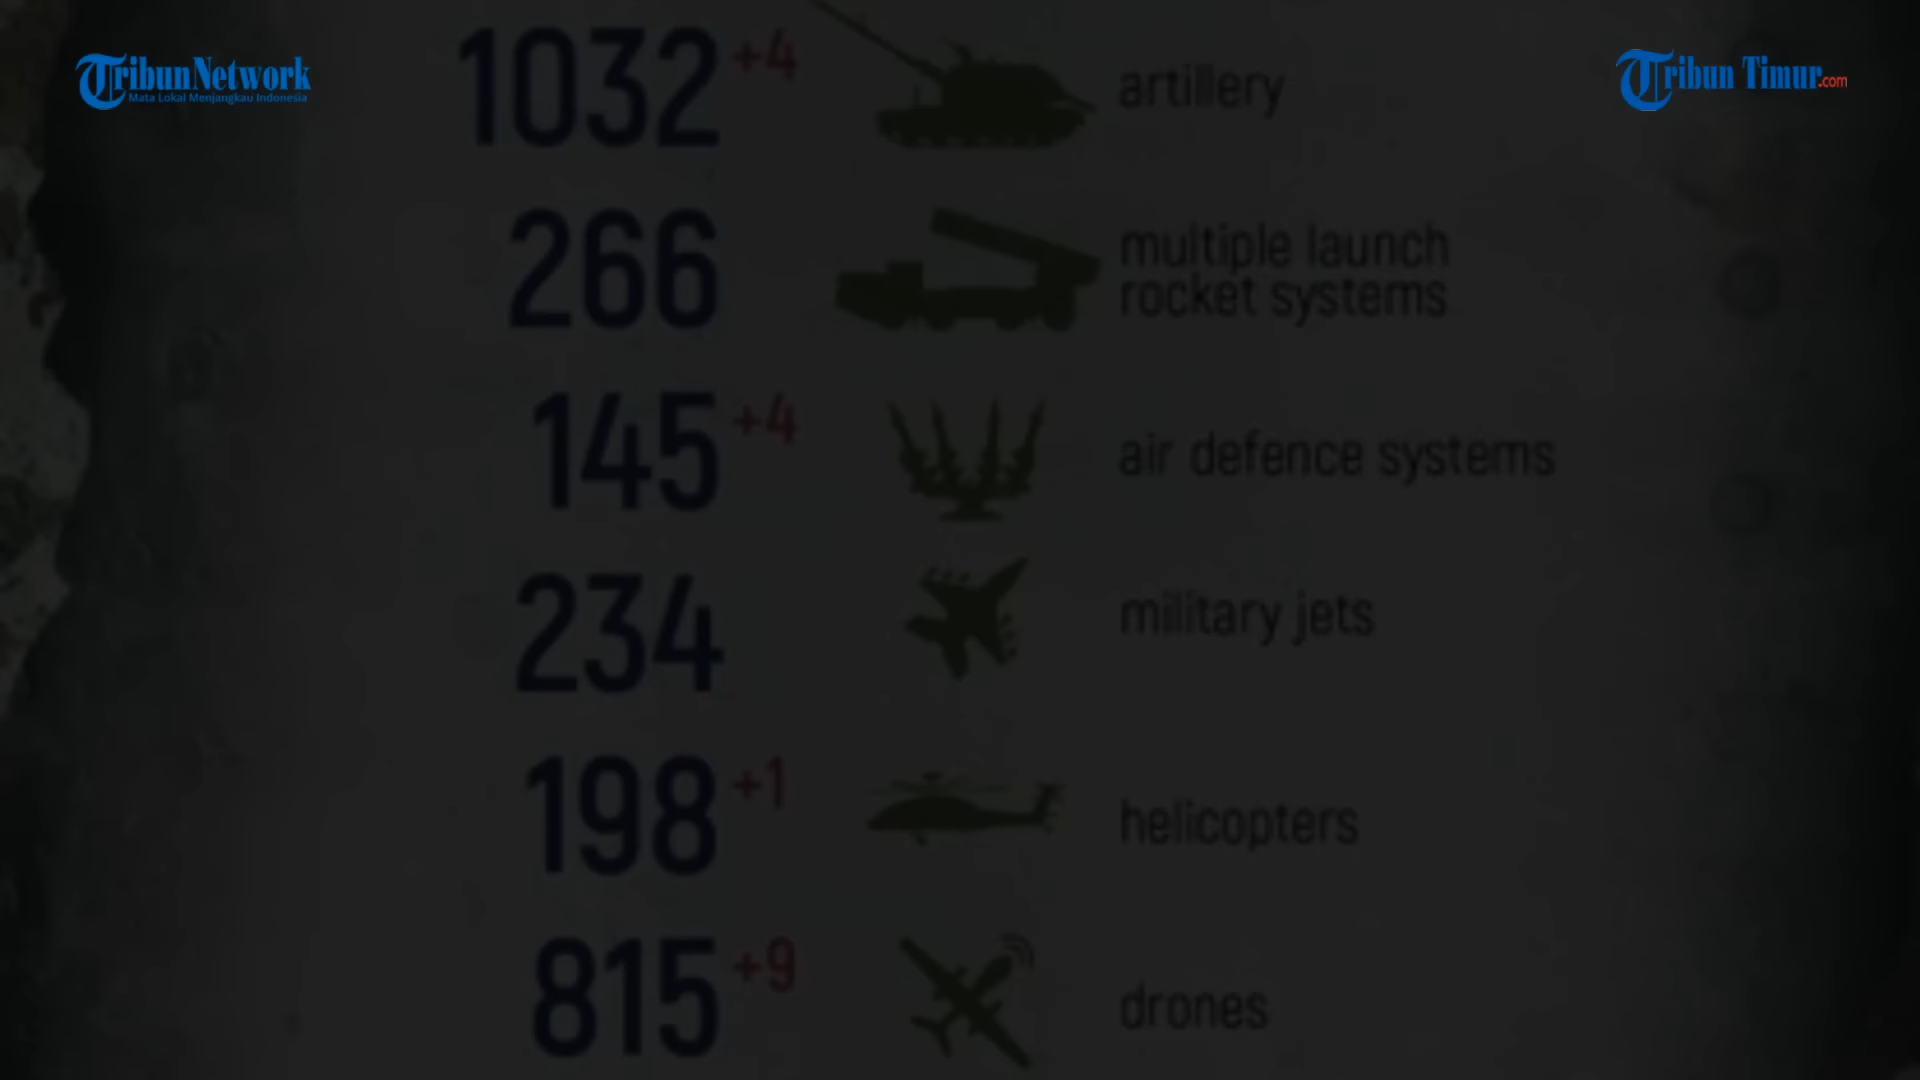 TribunNetwork
Mata Lokal Menjangkau Indonesia
Tribun Timur.com
1032 +4 artillery
266 multiple launch
rocket systems
145 +4 air defence systems
234 military jets
198 +1 helicopters
815 +9 drones